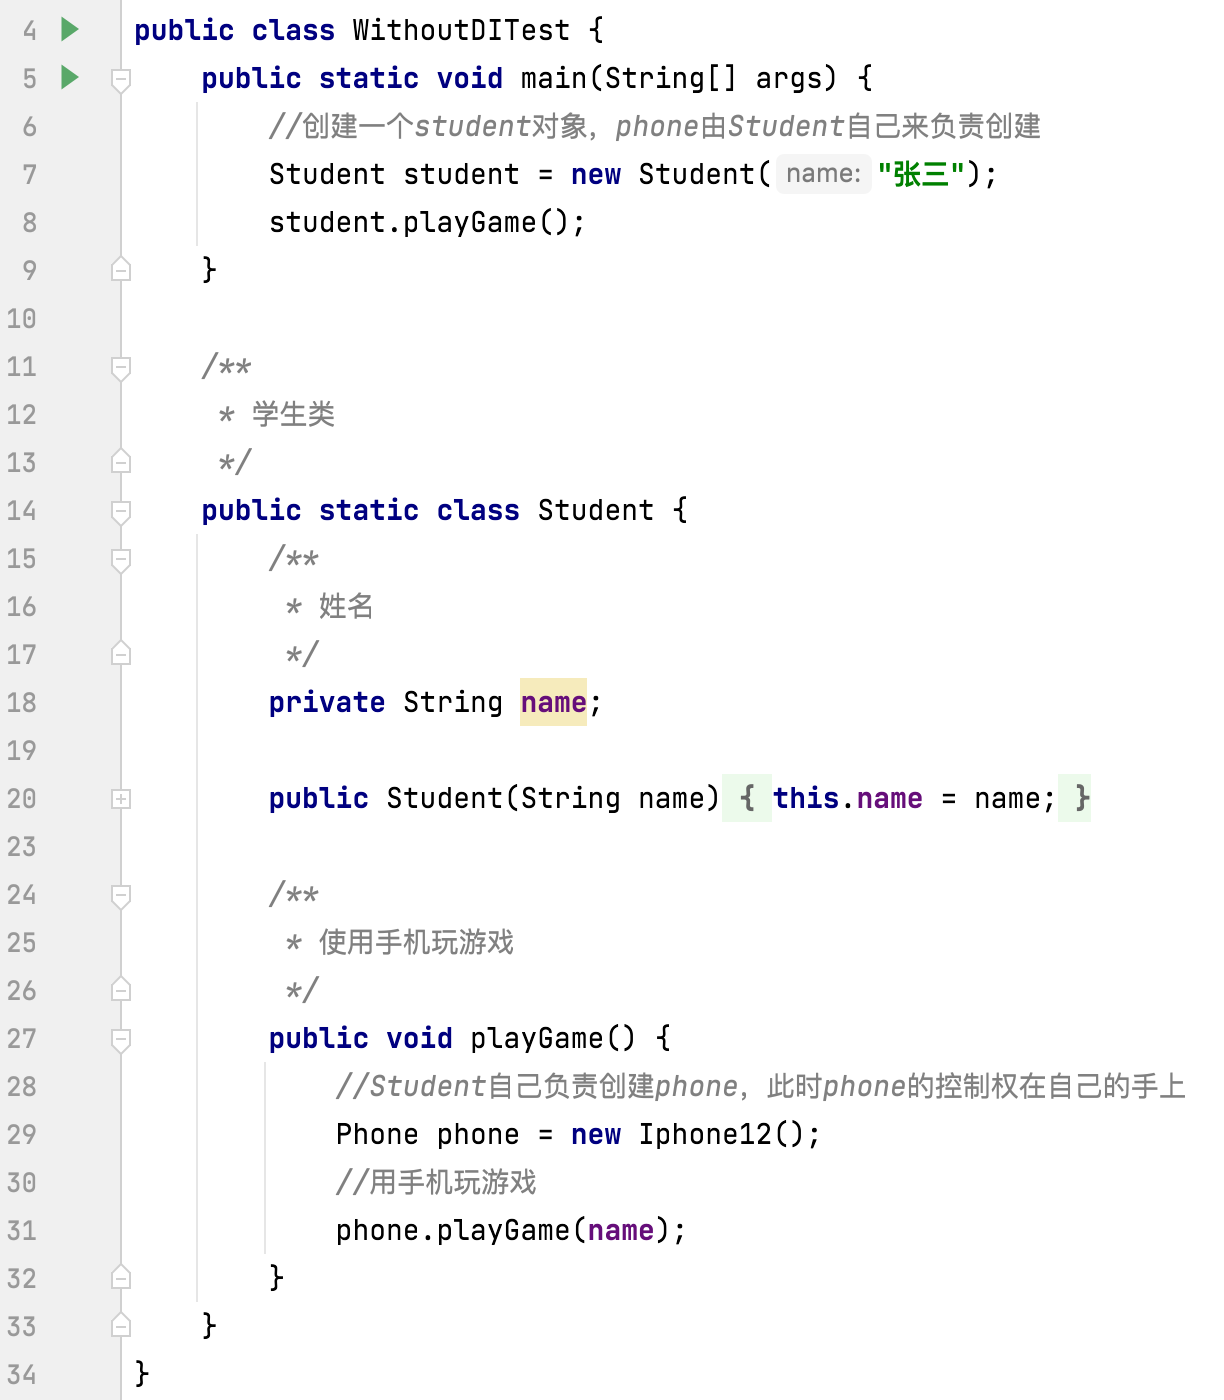 4 public class WithoutDITest {
5 public static void main(String[] args) {
6 //创建一个student对象，phone由Student自己来负责创建
7 Student student = new Student( name: "张三");
8 student.playGame();
9 }
10
11 /**
12 * 学生类
13 */
14 public static class Student {
15 /**
16 * 姓名
17 */
18 private String name;
19
20 public Student(String name) { this.name = name; }
23
24 /**
25 * 使用手机玩游戏
26 */
27 public void playGame() {
28 //Student自己负责创建phone，此时phone的控制权在自己的手上
29 Phone phone = new Iphone12();
30 //用手机玩游戏
31 phone.playGame(name);
32 }
33 }
34 }